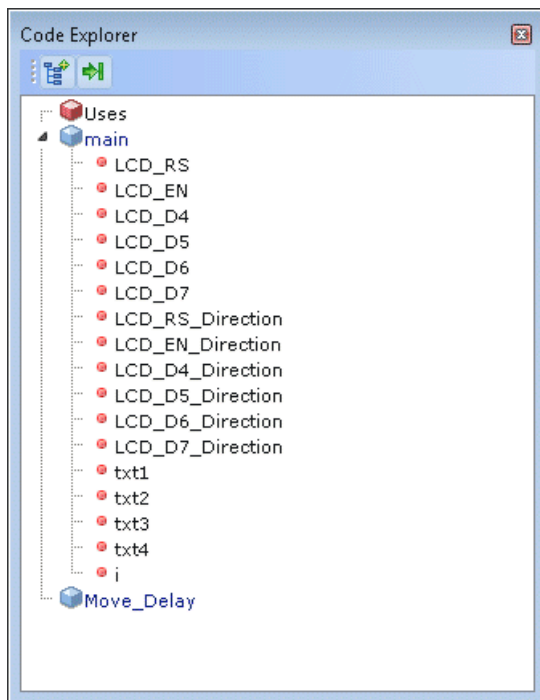 Code Explorer
Uses
main
LCD_RS
LCD_EN
LCD_D4
LCD_D5
LCD_D6
LCD_D7
LCD_RS_Direction
LCD_EN_Direction
LCD_D4_Direction
LCD_D5_Direction
LCD_D6_Direction
LCD_D7_Direction
txt1
txt2
txt3
txt4
i
Move_Delay